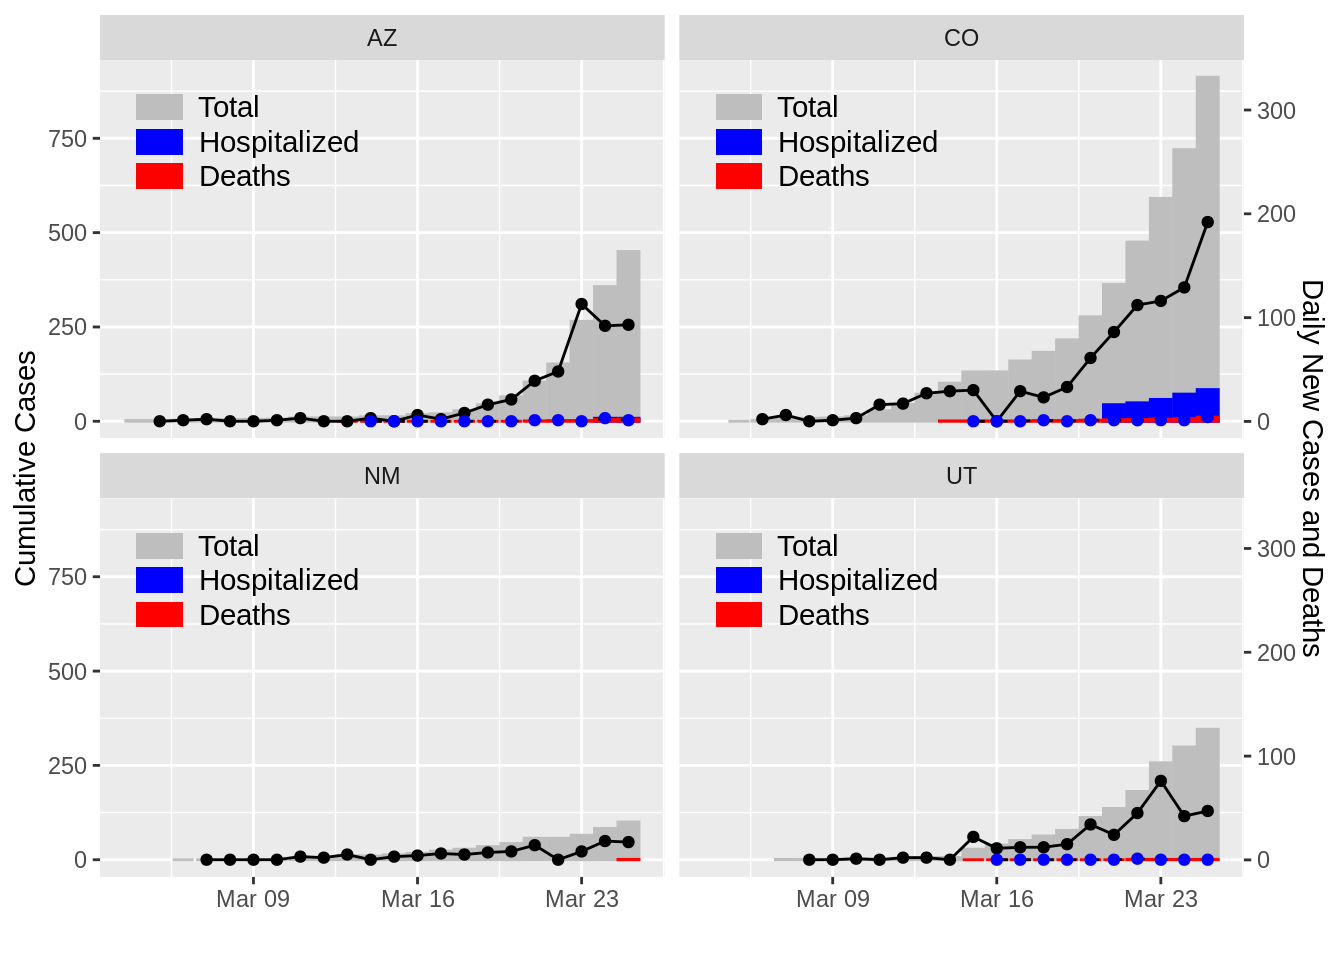 AZ
CO
Total
Hospitalized
Deaths
Total
Hospitalized
Deaths
750
500
250
0
300
200
100
0
NM
UT
Total
Hospitalized
Deaths
Total
Hospitalized
Deaths
750
500
250
0
300
200
100
0
Mar 09
Mar 16
Mar 23
Mar 09
Mar 16
Mar 23
Cumulative Cases
Daily New Cases and Deaths